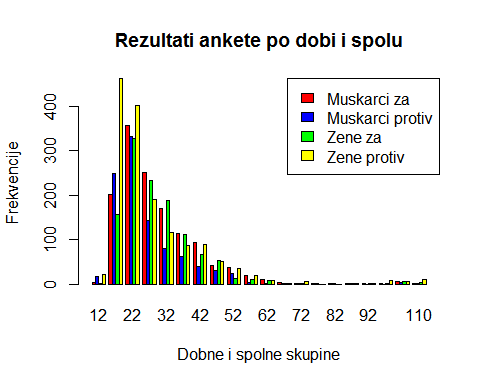 Rezultati ankete po dobi i spolu
Muskarci za
Muskarci protiv
Zene za
Zene protiv
Frekvencije
400
300
200
100
0
12 22 32 42 52 62 72 82 92 110
Dobne i spolne skupine